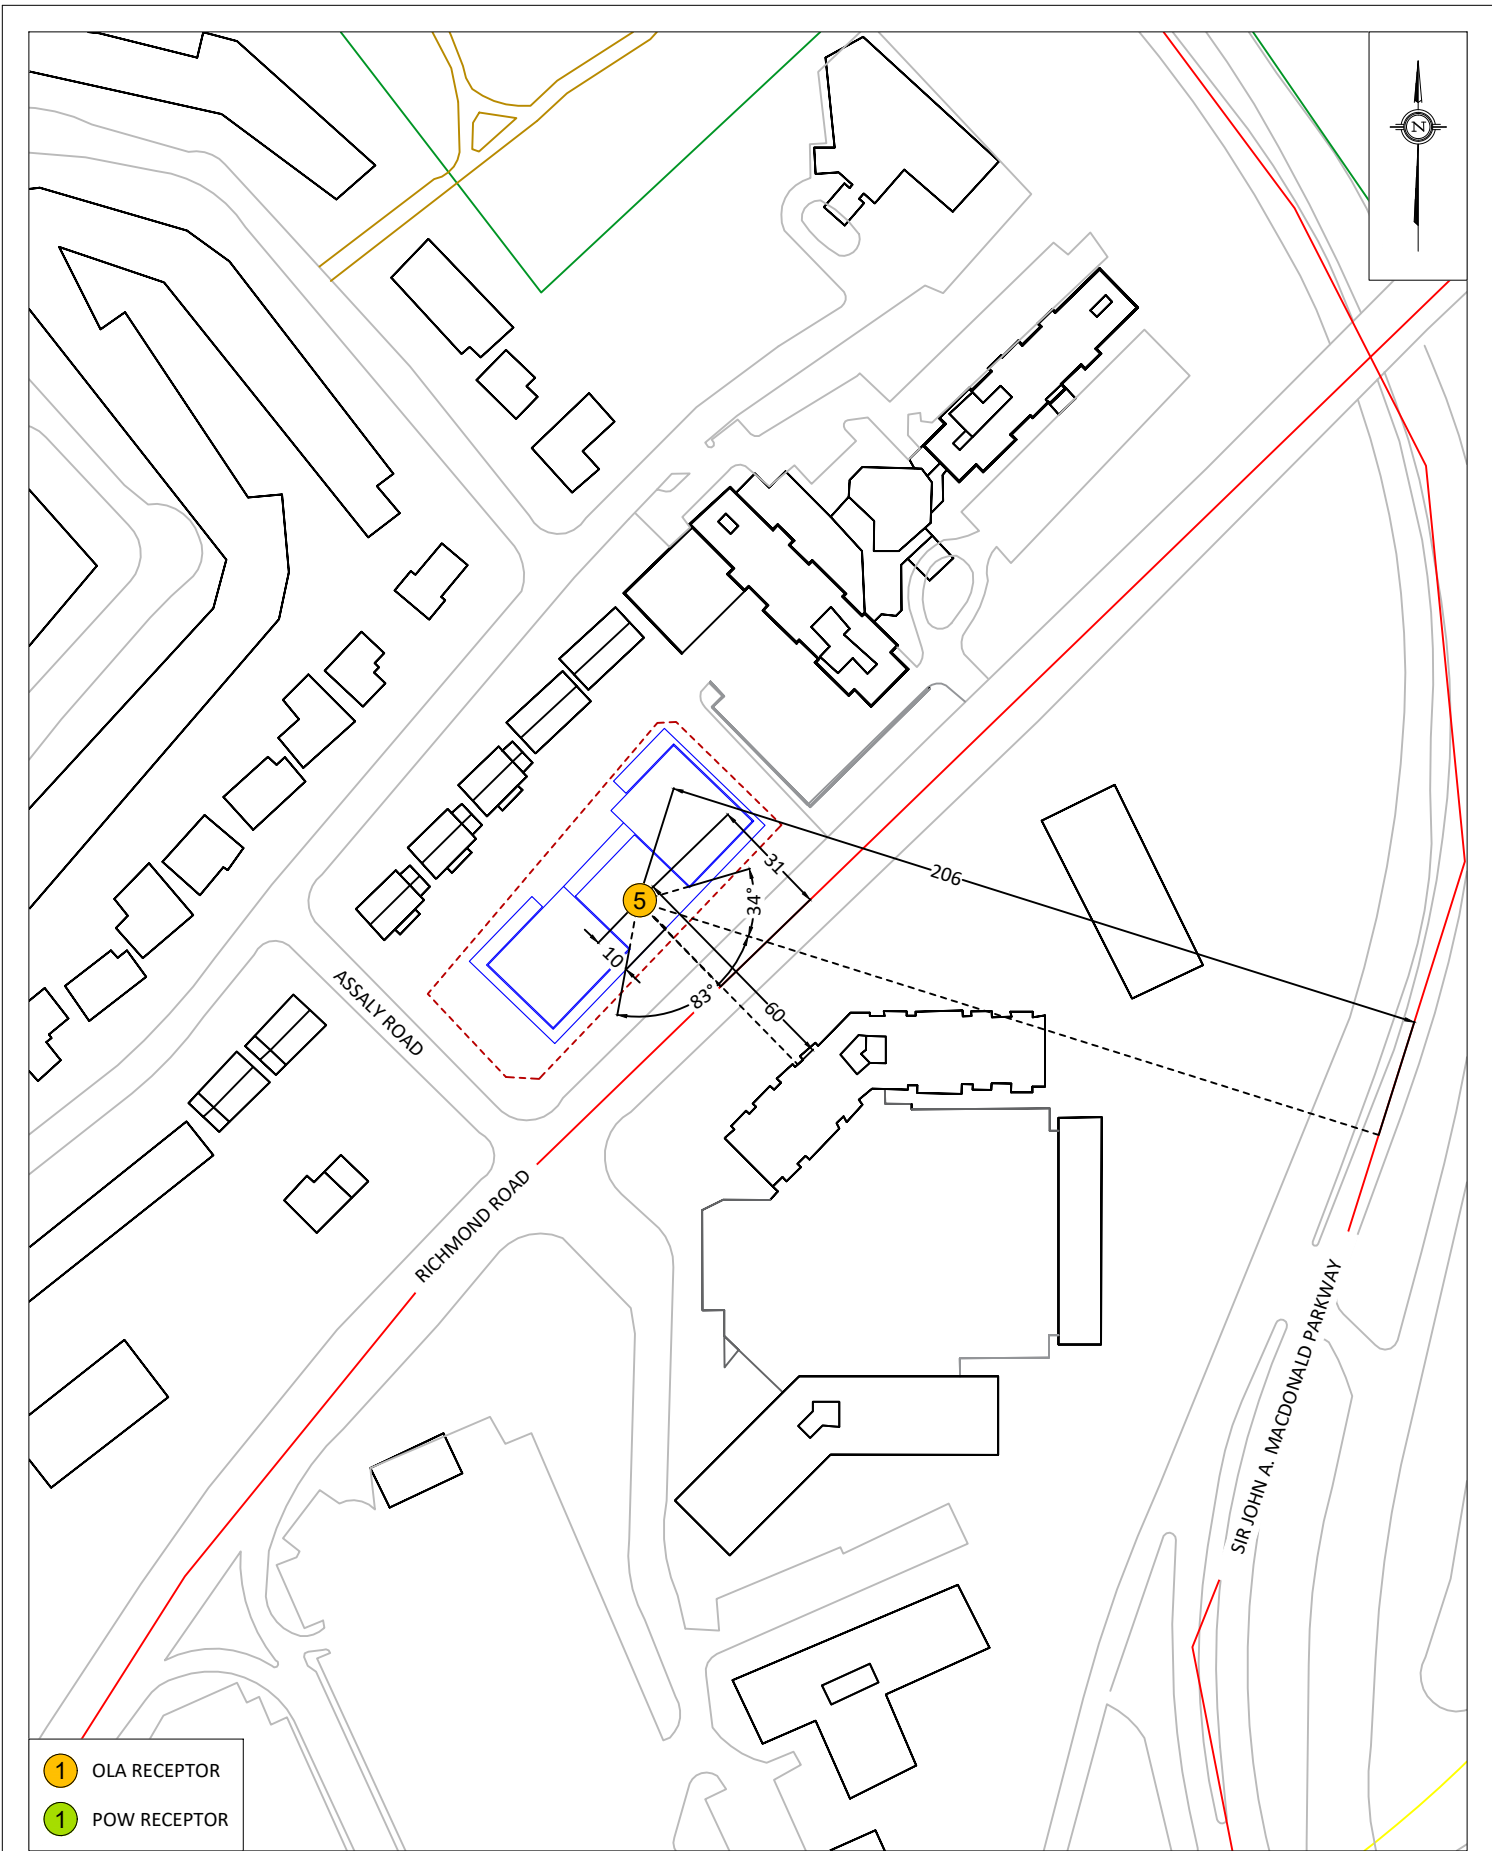 N
31
206
34°
5
10
83°
60
ASSALY ROAD
RICHMOND ROAD
SIR JOHN A. MACDONALD PARKWAY
1 OLA RECEPTOR
1 POW RECEPTOR